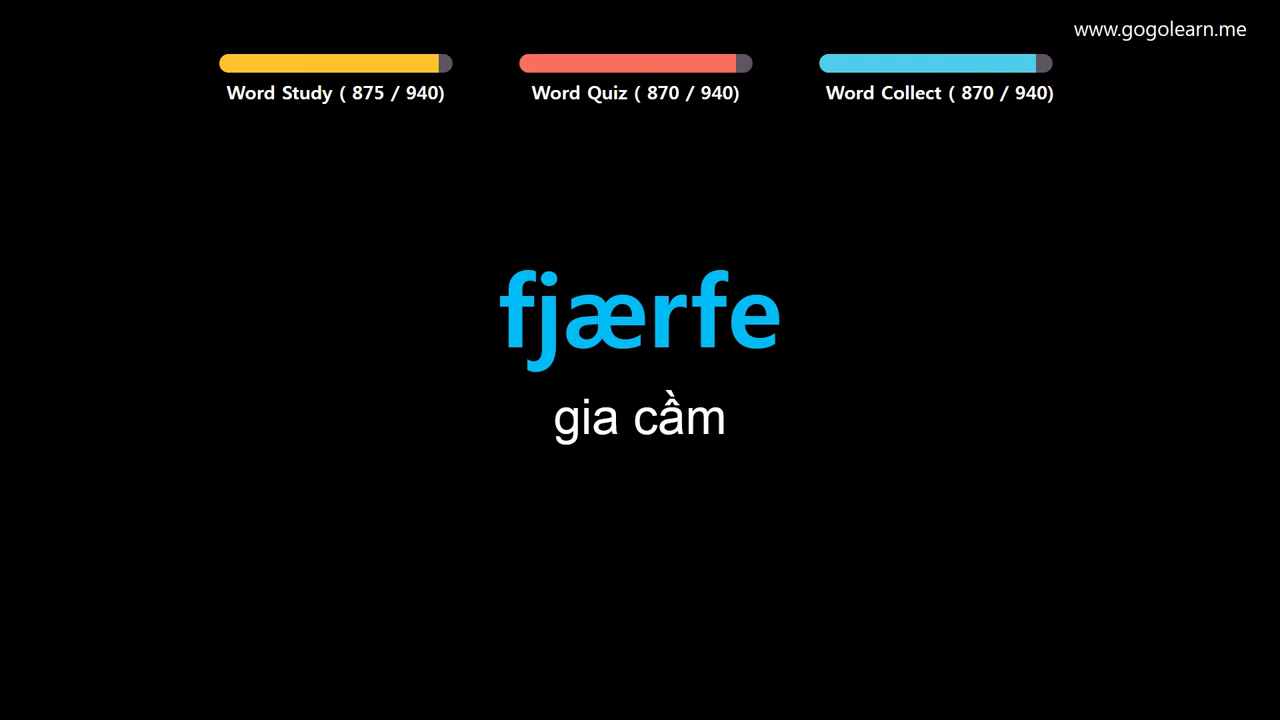 www.gogolearn.me
Word Study ( 875 / 940)
Word Quiz ( 870 / 940)
Word Collect ( 870 / 940)
fjærfe
gia cầm